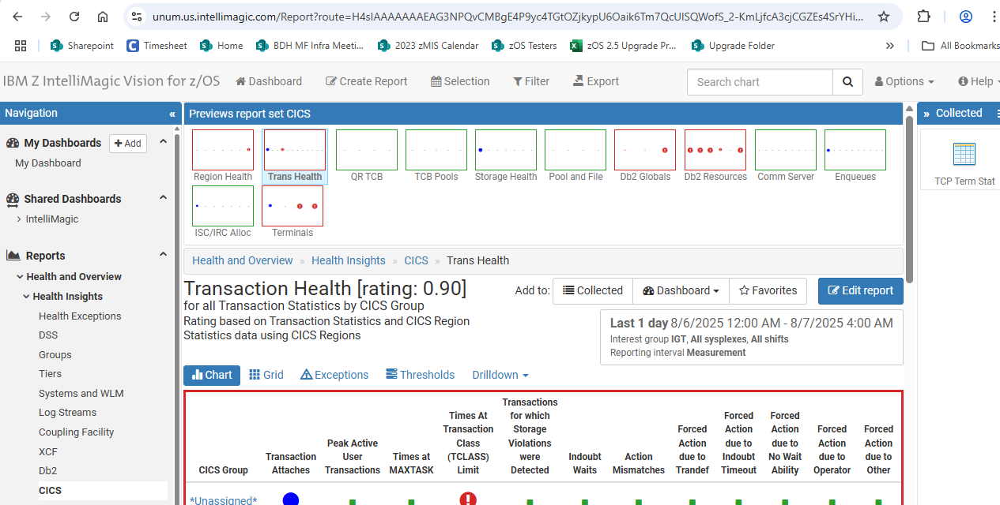 unum.us.intellimagic.com/Report?route=H4sIAAAAAAAEAG3NPQvCMBgE4P9yc4TGtOZjkypU6Oaik6Tm7QcUlSQWofS_2-KmLjfcA3cjCGZEs4SrYHi...
Sharepoint
Timesheet
Home
BDH MF Infra Meeti...
2023 zMIS Calendar
zOS Testers
zOS 2.5 Upgrade Pr...
Upgrade Folder
All Bookmarks
IBM Z IntelliMagic Vision for z/OS
Dashboard
Create Report
Selection
Filter
Export
Search chart
Options
Help
Navigation «
My Dashboards
+ Add
My Dashboard
Shared Dashboards
IntelliMagic
Reports
Health and Overview
Health Insights
Health Exceptions
DSS
Groups
Tiers
Systems and WLM
Log Streams
Coupling Facility
XCF
Db2
CICS
Previews report set CICS
Region Health
Trans Health
QR TCB
TCB Pools
Storage Health
Pool and File
Db2 Globals
Db2 Resources
Comm Server
Enqueues
ISC/IRC Alloc
Terminals
Health and Overview » Health Insights » CICS » Trans Health
Transaction Health [rating: 0.90]
for all Transaction Statistics by CICS Group
Rating based on Transaction Statistics and CICS Region
Statistics data using CICS Regions
Add to:
Collected
Dashboard
Favorites
Edit report
Last 1 day 8/6/2025 12:00 AM - 8/7/2025 4:00 AM
Interest group IGT, All sysplexes, All shifts
Reporting interval Measurement
Chart
Grid
Exceptions
Thresholds
Drilldown
CICS Group
Transaction
Attaches
Peak Active
User
Transactions
Times at
MAXTASK
Times At
Transaction
Class
(TCLASS)
Limit
Transactions
for which
Storage
Violations
were
Detected
Indoubt
Waits
Action
Mismatches
Forced
Action
due to
Trandef
Forced
Action
due to
Indoubt
Timeout
Forced
Action
due to
No Wait
Ability
Forced
Action
due to
Operator
Forced
Action
due to
Other
*Unassigned*
» Collected
TCP Term Stat